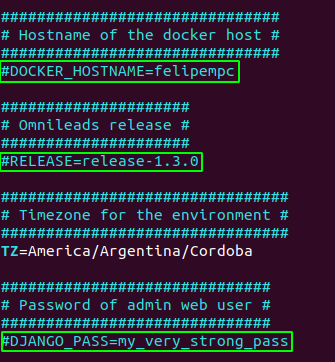 ###############################
# Hostname of the docker host #
##################################
#DOCKER_HOSTNAME=felipempc
#####################
# Omnileads release #
#####################
#RELEASE=release-1.3.0
################################
# Timezone for the environment #
################################
TZ=America/Argentina/Cordoba
##############################
# Password of admin web user #
##############################
#DJANGO_PASS=my_very_strong_pass